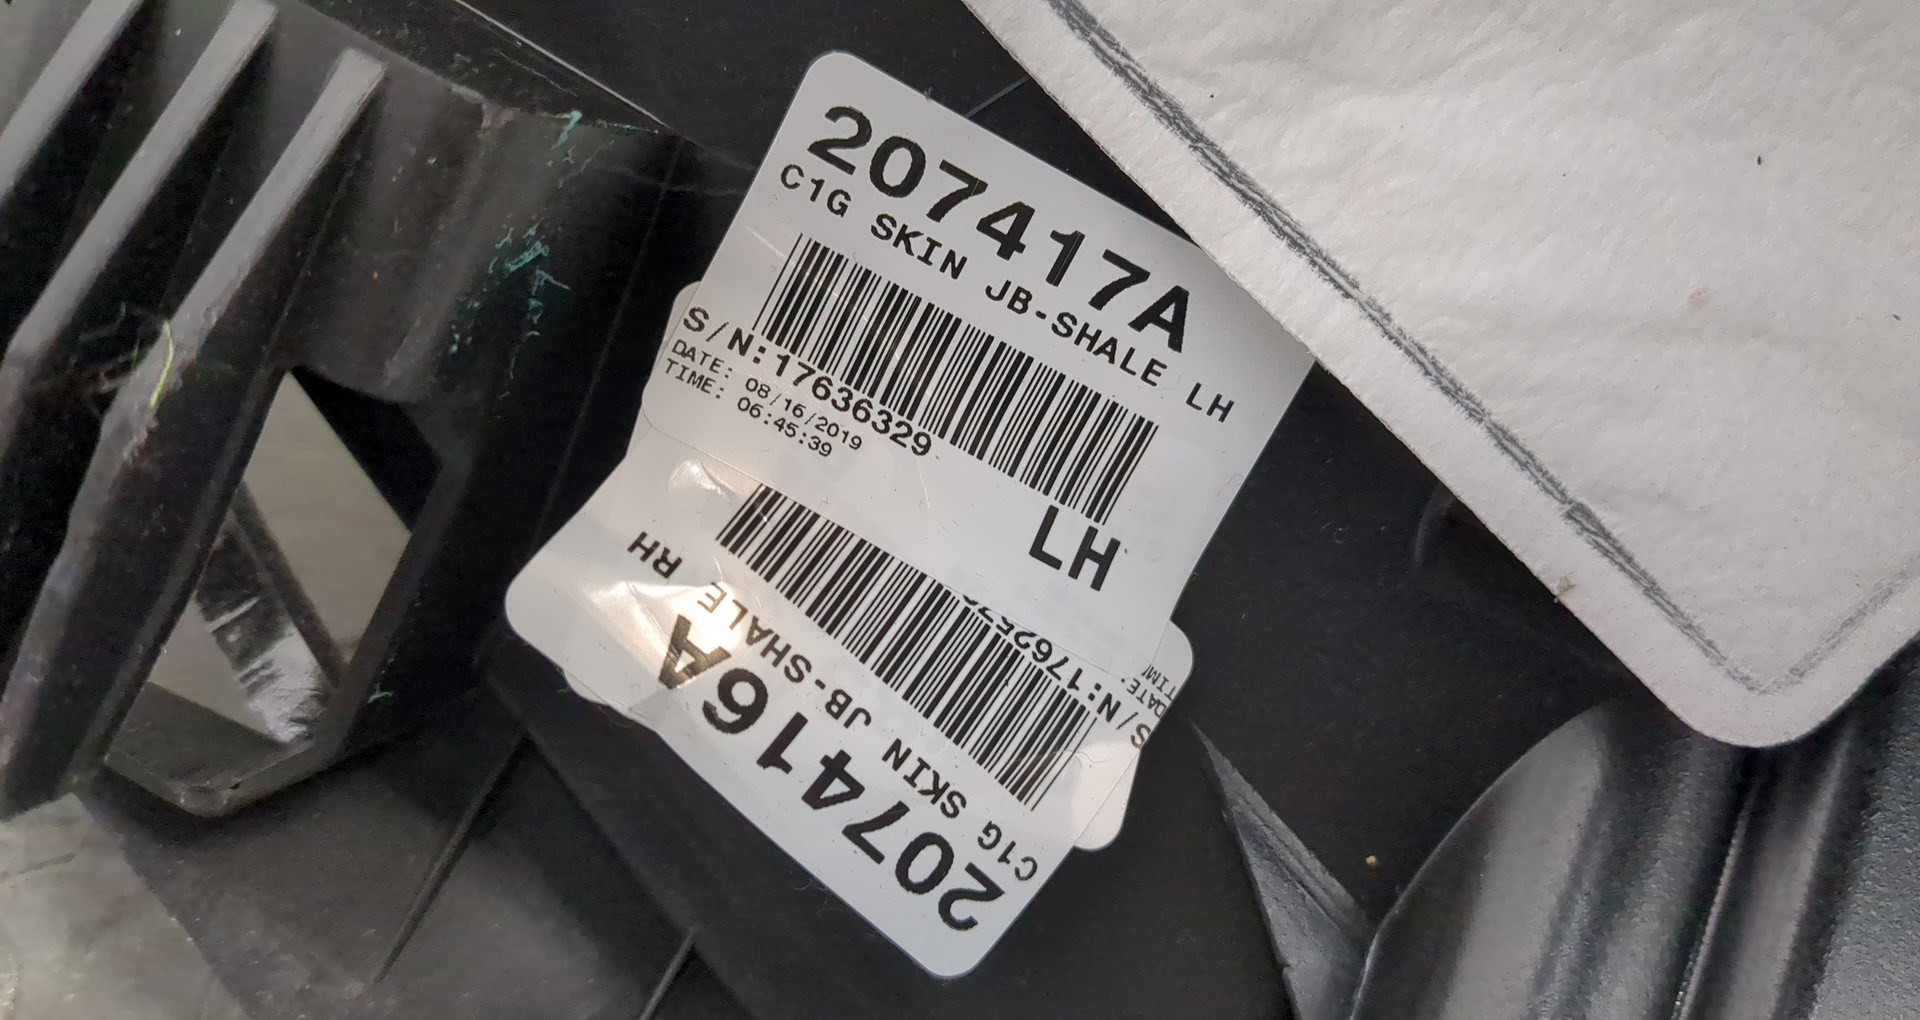 207417A
C1G SKIN JB-SHALE LH
S/N:17636329
DATE: 08/16/2019
TIME: 06:45:39
LH
207416A
C1G SKIN JB-SHALE RH
S/N:
DATE: